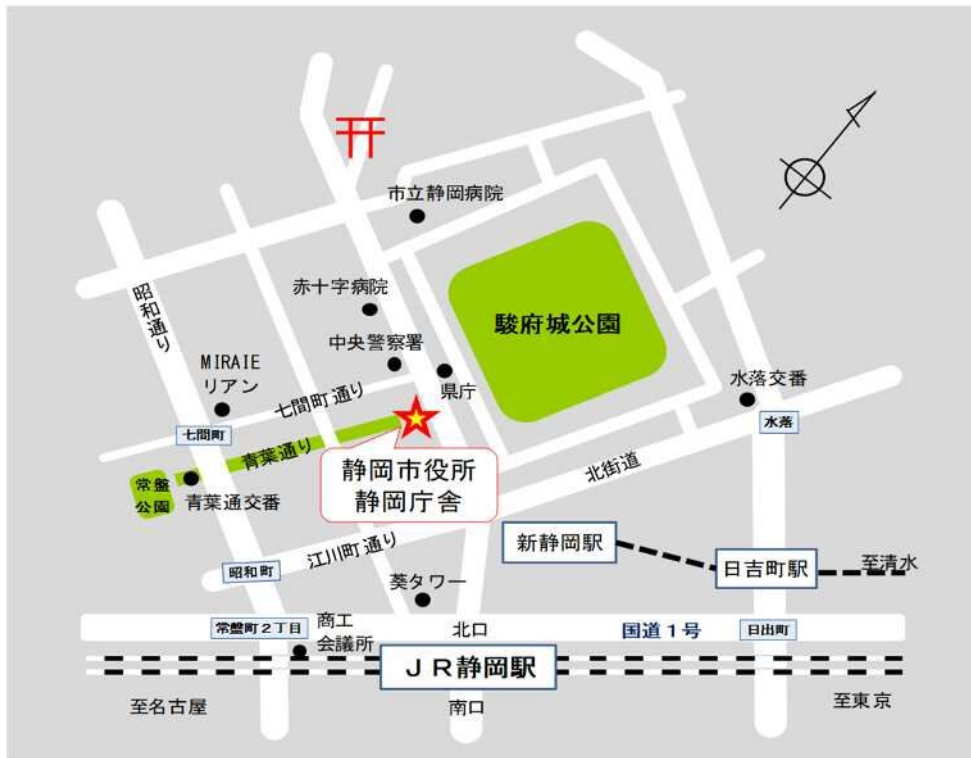 市立静岡病院
昭和通り
赤十字病院
駿府城公園
中央警察署
MIRAIE
リアン
県庁
水落交番
七間町通り
七間町
水落
青葉通り
静岡市役所
静岡庁舎
北街道
常盤
公園
青葉通交番
新静岡駅
江川町通り
日吉町駅
至清水
昭和町
葵タワー
常盤町2丁目
商工
会議所
北口
国道1号
日出町
JR静岡駅
至名古屋
南口
至東京